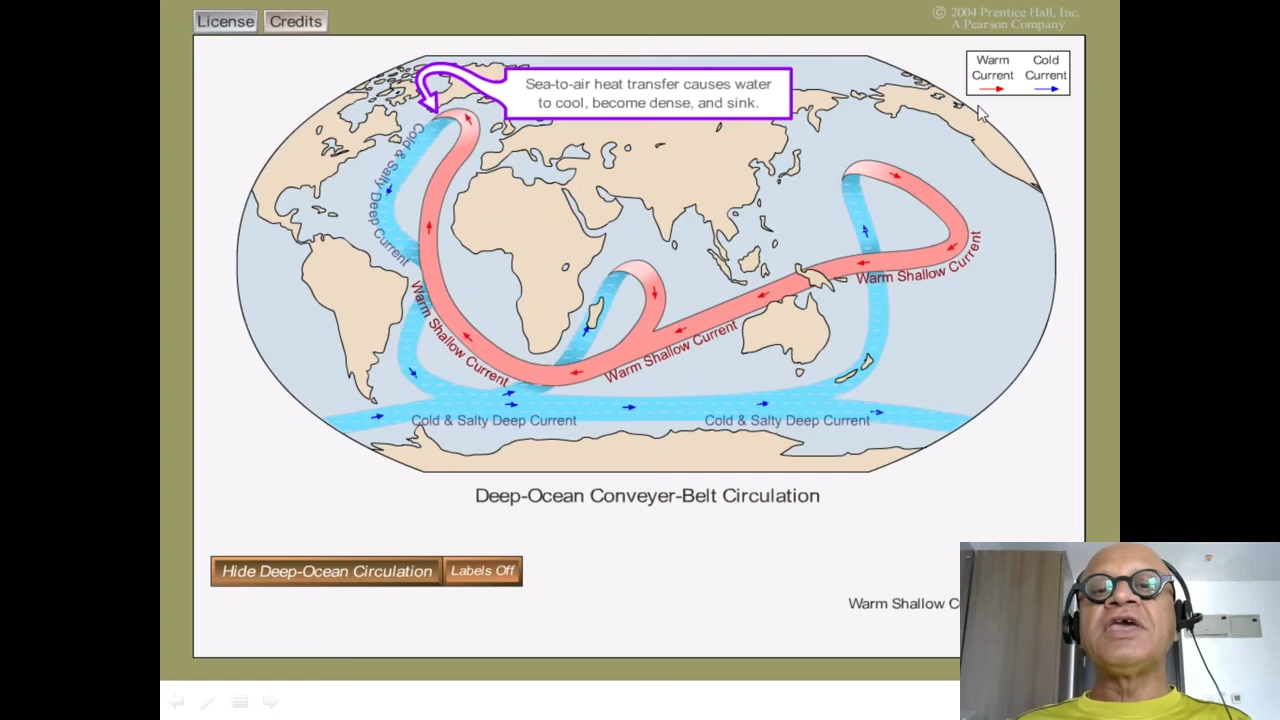 License
Credits
© 2004 Prentice Hall, Inc.
A Pearson Company
Warm
Current
Cold
Current
Sea-to-air heat transfer causes water
to cool, become dense, and sink.
Cold & Salty Deep Current
Warm Shallow Current
Warm Shallow Current
Warm Shallow Current
Cold & Salty Deep Current
Cold & Salty Deep Current
Deep-Ocean Conveyer-Belt Circulation
Hide Deep-Ocean Circulation
Labels Off
Warm Shallow C